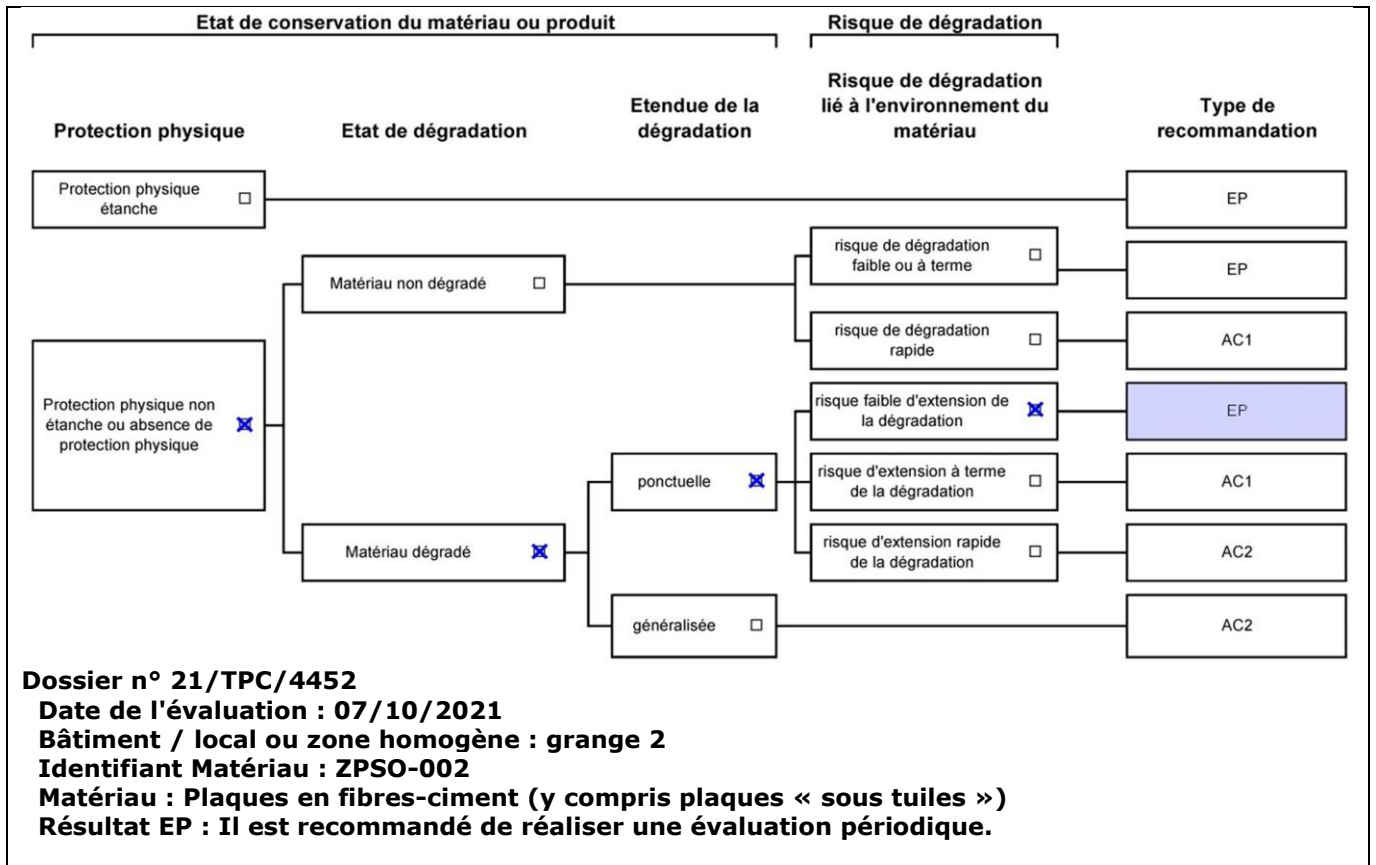 Etat de conservation du matériau ou produit
Risque de dégradation
Protection physique
Etat de dégradation
Etendue de la
dégradation
Risque de dégradation
lié à l'environnement du
matériau
Type de
recommandation
Protection physique
étanche
EP
Matériau non dégradé
risque de dégradation
faible ou à terme
EP
risque de dégradation
rapide
AC1
Protection physique non
étanche ou absence de
protection physique
risque faible d'extension de
la dégradation
EP
ponctuelle
risque d'extension à terme
de la dégradation
AC1
Matériau dégradé
risque d'extension rapide
de la dégradation
AC2
généralisée
AC2
Dossier n° 21/TPC/4452
Date de l'évaluation : 07/10/2021
Bâtiment / local ou zone homogène : grange 2
Identifiant Matériau : ZPSO-002
Matériau : Plaques en fibres-ciment (y compris plaques « sous tuiles »)
Résultat EP : Il est recommandé de réaliser une évaluation périodique.